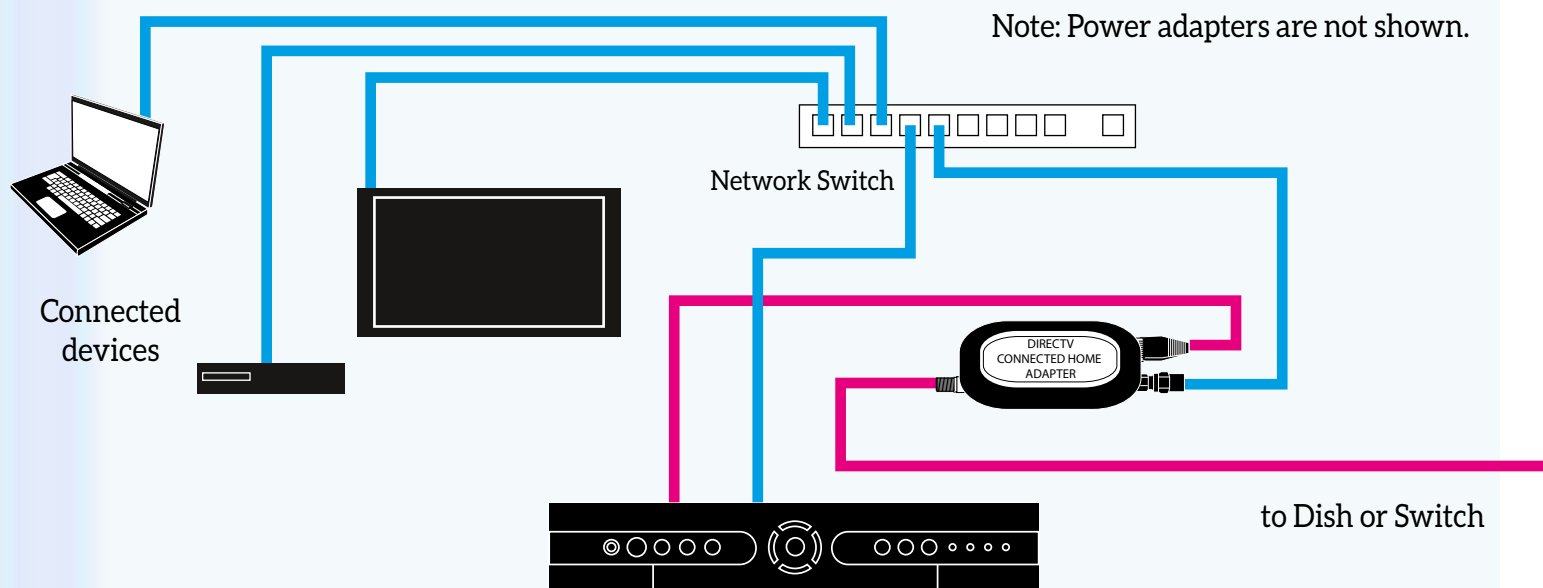 Note: Power adapters are not shown.
Network Switch
Connected
devices
DIRECTV
CONNECTED HOME
ADAPTER
to Dish or Switch